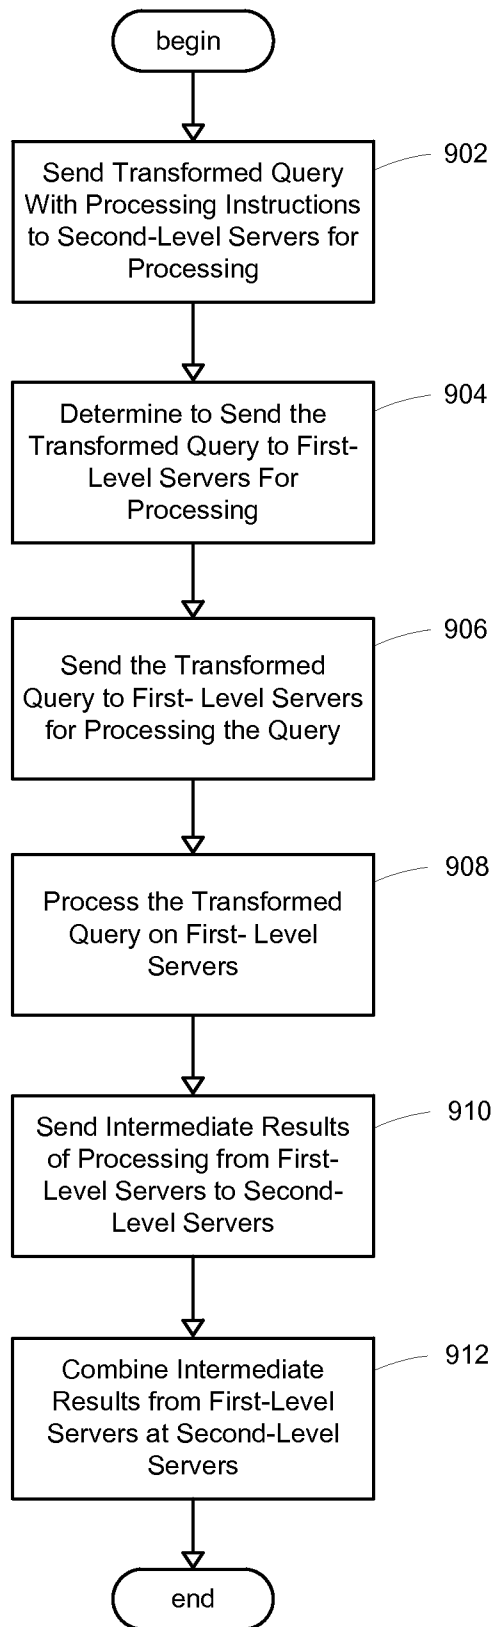 begin
902
Send Transformed Query
With Processing Instructions
to Second-Level Servers for
Processing
904
Determine to Send the
Transformed Query to First-
Level Servers For
Processing
906
Send the Transformed
Query to First- Level Servers
for Processing the Query
908
Process the Transformed
Query on First- Level
Servers
910
Send Intermediate Results
of Processing from First-
Level Servers to Second-
Level Servers
912
Combine Intermediate
Results from First-Level
Servers at Second-Level
Servers
end